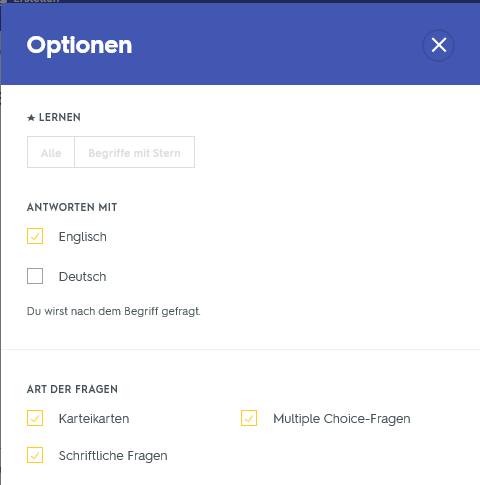 Erstellen
Optionen
★ LERNEN
Alle
Begriffe mit Stern
ANTWORTEN MIT
Englisch
Deutsch
Du wirst nach dem Begriff gefragt.
ART DER FRAGEN
Karteikarten
Multiple Choice-Fragen
Schriftliche Fragen